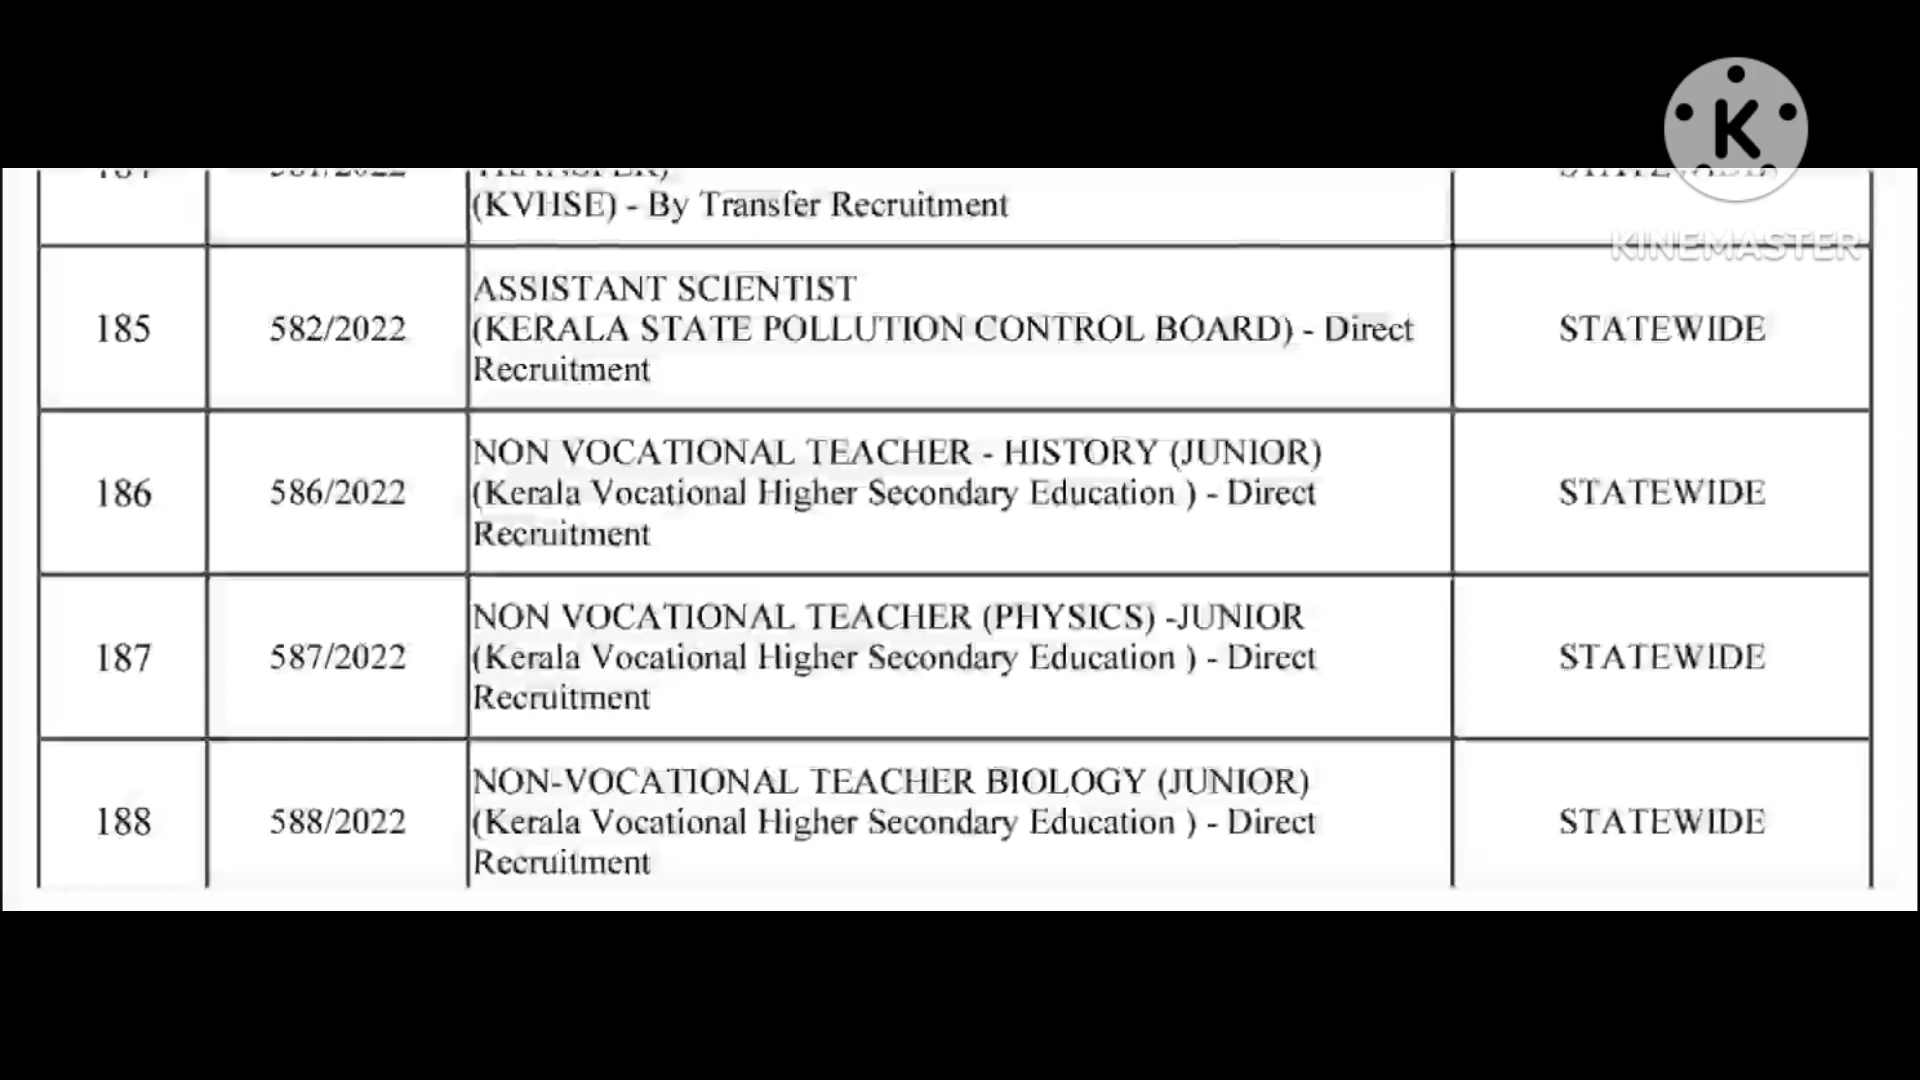 (KVHSE) - By Transfer Recruitment
K
KINEMASTER
ASSISTANT SCIENTIST
185 582/2022 (KERALA STATE POLLUTION CONTROL BOARD) - Direct STATEWIDE
Recruitment
NON VOCATIONAL TEACHER - HISTORY (JUNIOR)
186 586/2022 (Kerala Vocational Higher Secondary Education ) - Direct STATEWIDE
Recruitment
NON VOCATIONAL TEACHER (PHYSICS) -JUNIOR
187 587/2022 (Kerala Vocational Higher Secondary Education ) - Direct STATEWIDE
Recruitment
NON-VOCATIONAL TEACHER BIOLOGY (JUNIOR)
188 588/2022 (Kerala Vocational Higher Secondary Education ) - Direct STATEWIDE
Recruitment